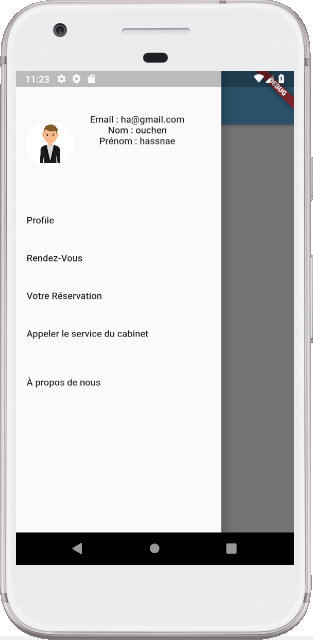 11:23
DEBUG
Email : ha@gmail.com
Nom : ouchen
Prénom : hassnae
Profile
Rendez-Vous
Votre Réservation
Appeler le service du cabinet
À propos de nous